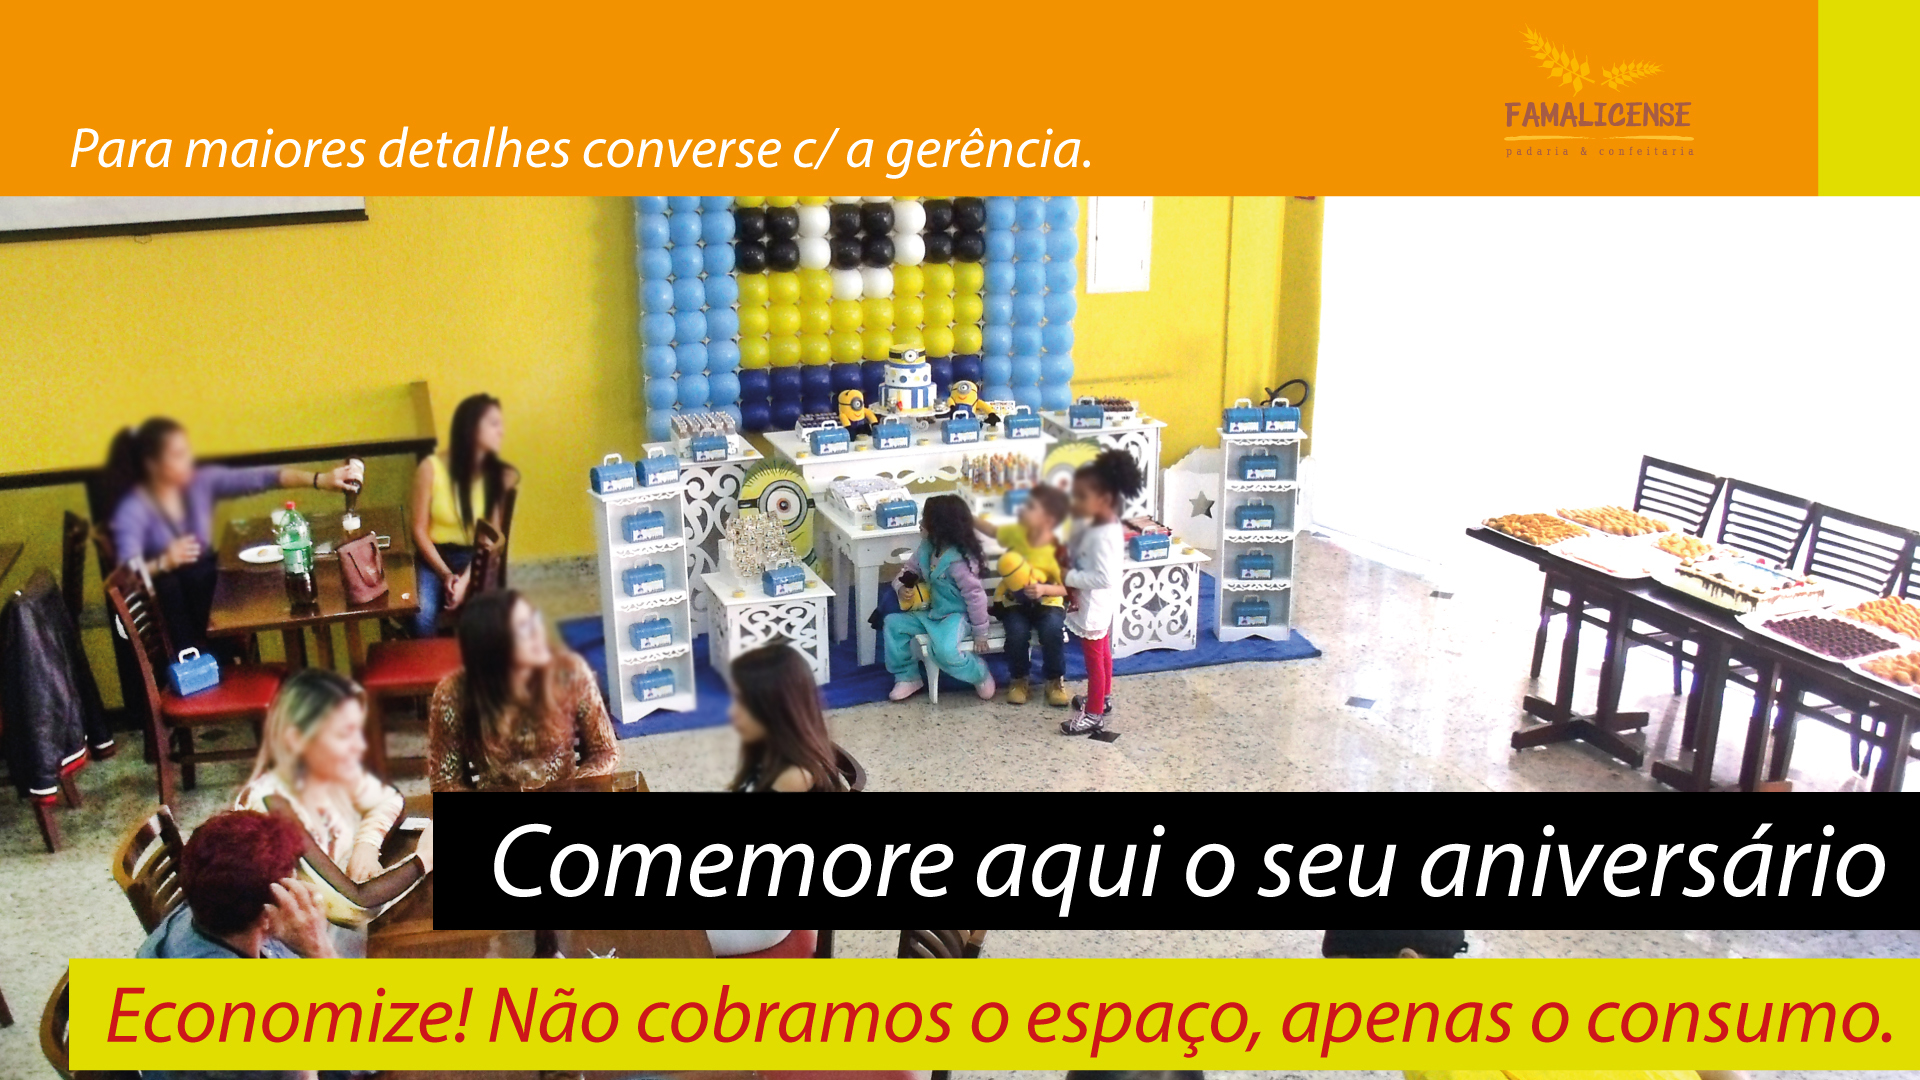 Para maiores detalhes converse c/ a gerência.
FAMALICENSE
padaria & confeitaria
Comemore aqui o seu aniversário
Economize! Não cobramos o espaço, apenas o consumo.